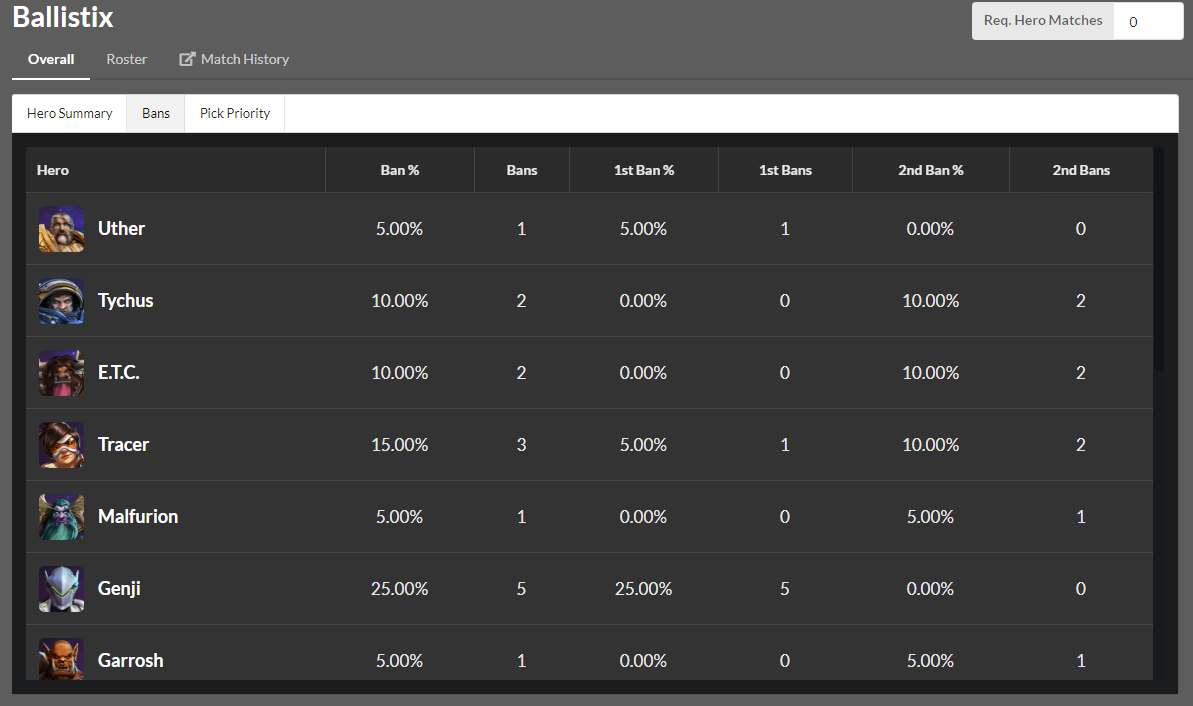 Ballistix
Req. Hero Matches 0
Overall Roster Match History
Hero Summary Bans Pick Priority
Hero Ban % Bans 1st Ban % 1st Bans 2nd Ban % 2nd Bans
Uther 5.00% 1 5.00% 1 0.00% 0
Tychus 10.00% 2 0.00% 0 10.00% 2
E.T.C. 10.00% 2 0.00% 0 10.00% 2
Tracer 15.00% 3 5.00% 1 10.00% 2
Malfurion 5.00% 1 0.00% 0 5.00% 1
Genji 25.00% 5 25.00% 5 0.00% 0
Garrosh 5.00% 1 0.00% 0 5.00% 1